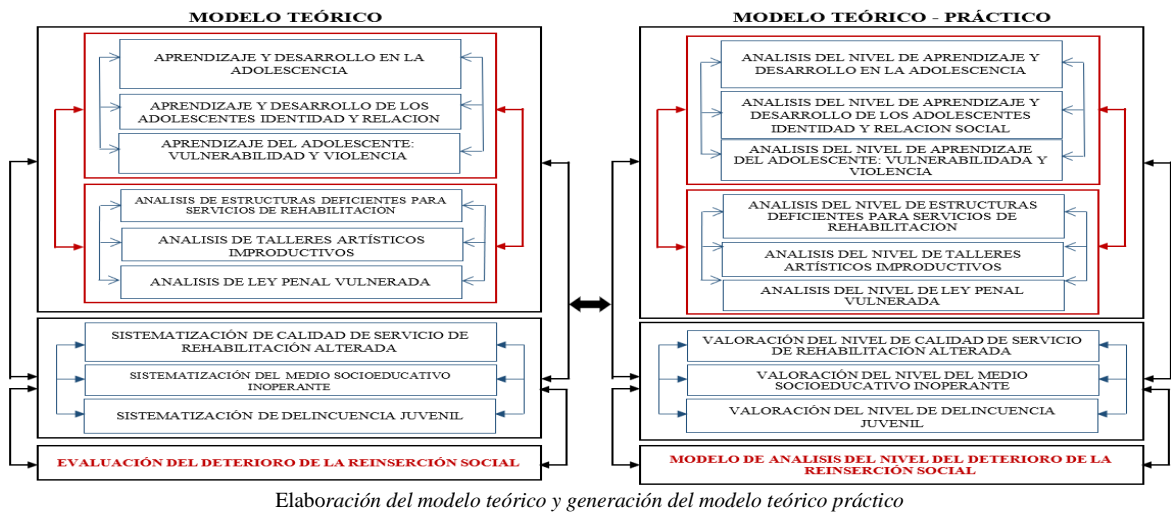 MODELO TEÓRICO
APRENDIZAJE Y DESARROLLO EN LA
ADOLESCENCIA
APRENDIZAJE Y DESARROLLO DE LOS
ADOLESCENTES IDENTIDAD Y RELACION
APRENDIZAJE DEL ADOLESCENTE:
VULNERABILIDAD Y VIOLENCIA
ANALISIS DE ESTRUCTURAS DEFICIENTES PARA
SERVICIOS DE REHABILITACION
ANALISIS DE TALLERES ARTÍSTICOS
IMPRODUCTIVOS
ANALISIS DE LEY PENAL VULNERADA
SISTEMATIZACIÓN DE CALIDAD DE SERVICIO DE
REHABILITACIÓN ALTERADA
SISTEMATIZACIÓN DEL MEDIO SOCIOEDUCATIVO
INOPERANTE
SISTEMATIZACIÓN DE DELINCUENCIA JUVENIL
EVALUACIÓN DEL DETERIORO DE LA REINSERCIÓN SOCIAL
MODELO TEÓRICO - PRÁCTICO
ANALISIS DEL NIVEL DE APRENDIZAJE Y
DESARROLLO EN LA ADOLESCENCIA
ANALISIS DEL NIVEL DE APRENDIZAJE Y
DESARROLLO DE LOS ADOLESCENTES
IDENTIDAD Y RELACION SOCIAL
ANALISIS DEL NIVEL DE APRENDIZAJE
DEL ADOLESCENTE: VULNERABILIDADA Y
VIOLENCIA
ANALISIS DEL NIVEL DE ESTRUCTURAS
DEFICIENTES PARA SERVICIOS DE
REHABILITACIÓN
ANALISIS DEL NIVEL DE TALLERES
ARTÍSTICOS IMPRODUCTIVOS
ANALISIS DEL NIVEL DE LEY PENAL
VULNERADA
VALORACIÓN DEL NIVEL DE CALIDAD DE SERVICIO
DE REHABILITACIÓN ALTERADA
VALORACIÓN DEL NIVEL DEL MEDIO
SOCIOEDUCATIVO INOPERANTE
VALORACIÓN DEL NIVEL DE DELINCUENCIA
JUVENIL
MODELO DE ANALISIS DEL NIVEL DEL DETERIORO DE LA
REINSERCIÓN SOCIAL
Elaboración del modelo teórico y generación del modelo teórico práctico